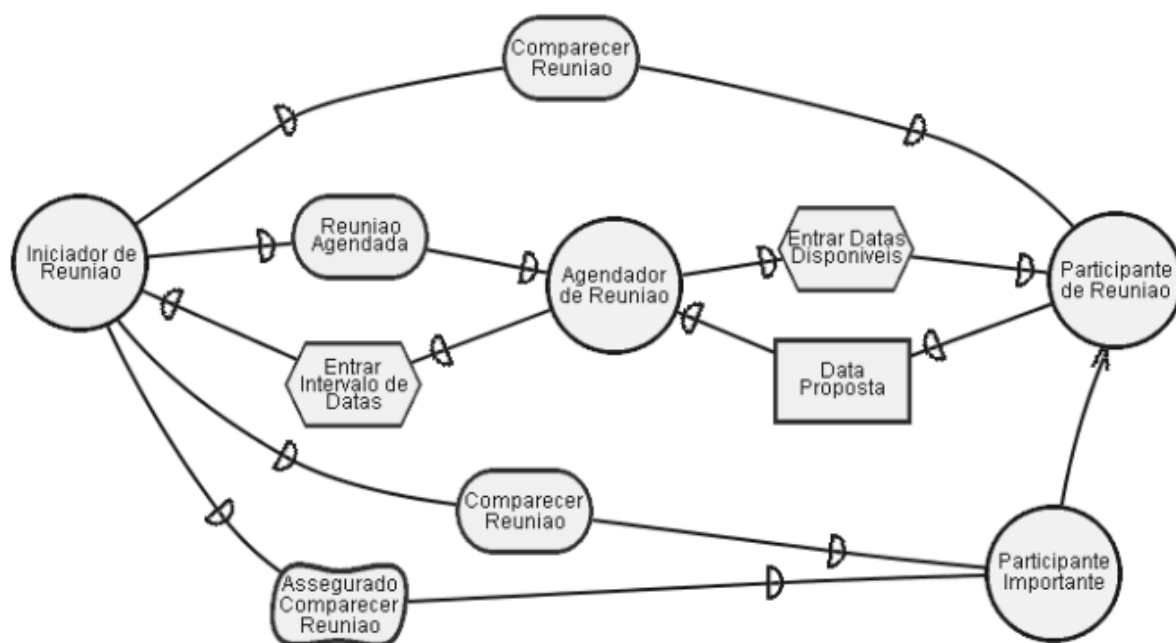 Comparecer
Reuniao
Iniciador de
Reuniao
Reuniao
Agendada
Agendador
de Reuniao
Entrar Datas
Disponiveis
Participante
de Reuniao
Entrar
Intervalo de
Datas
Data
Proposta
Comparecer
Reuniao
Participante
Importante
Assegurado
Comparecer
Reuniao